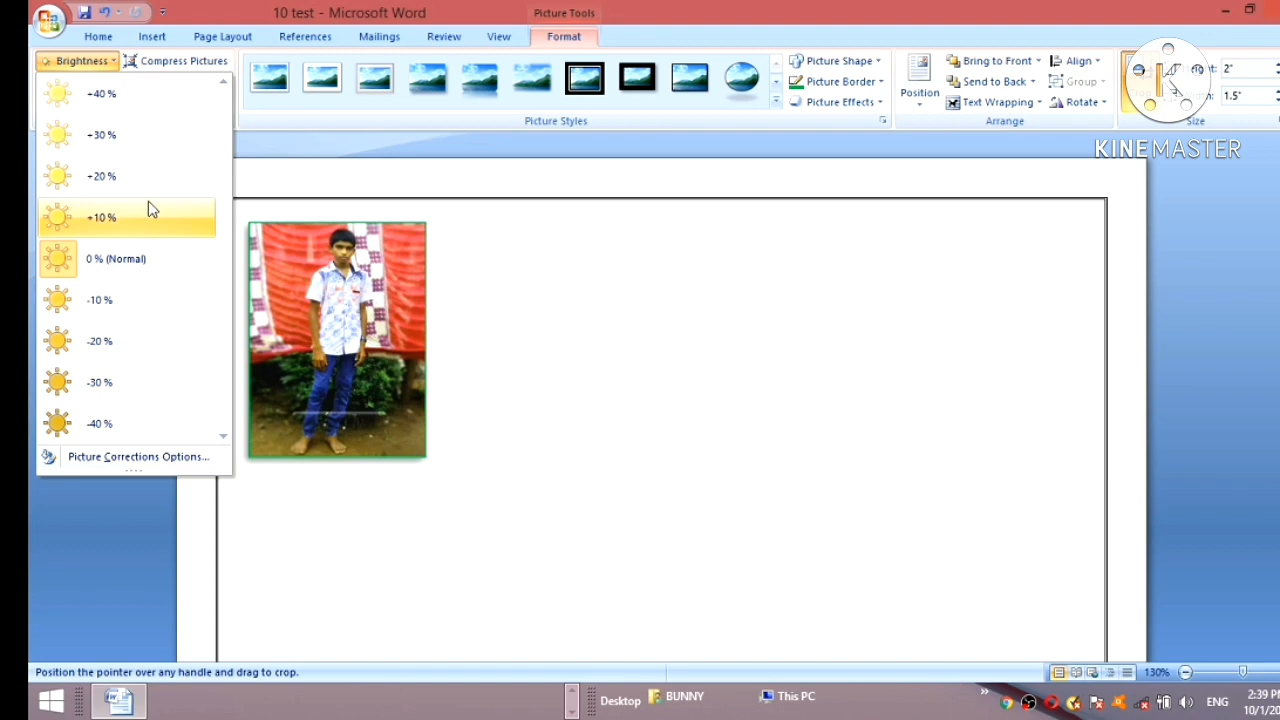 10 test - Microsoft Word
Picture Tools
Home Insert Page Layout References Mailings Review View Format
Brightness Compress Pictures
Picture Shape
Picture Border
Picture Effects
Picture Styles
Position
Bring to Front
Send to Back
Text Wrapping
Align
Group
Rotate
Arrange
2"
1.5"
Size
KINEMASTER
+40 %
+30 %
+20 %
+10 %
0 % (Normal)
-10 %
-20 %
-30 %
-40 %
Picture Corrections Options...
Position the pointer over any handle and drag to crop.
130%
Desktop
BUNNY
This PC
ENG
2:39 PM